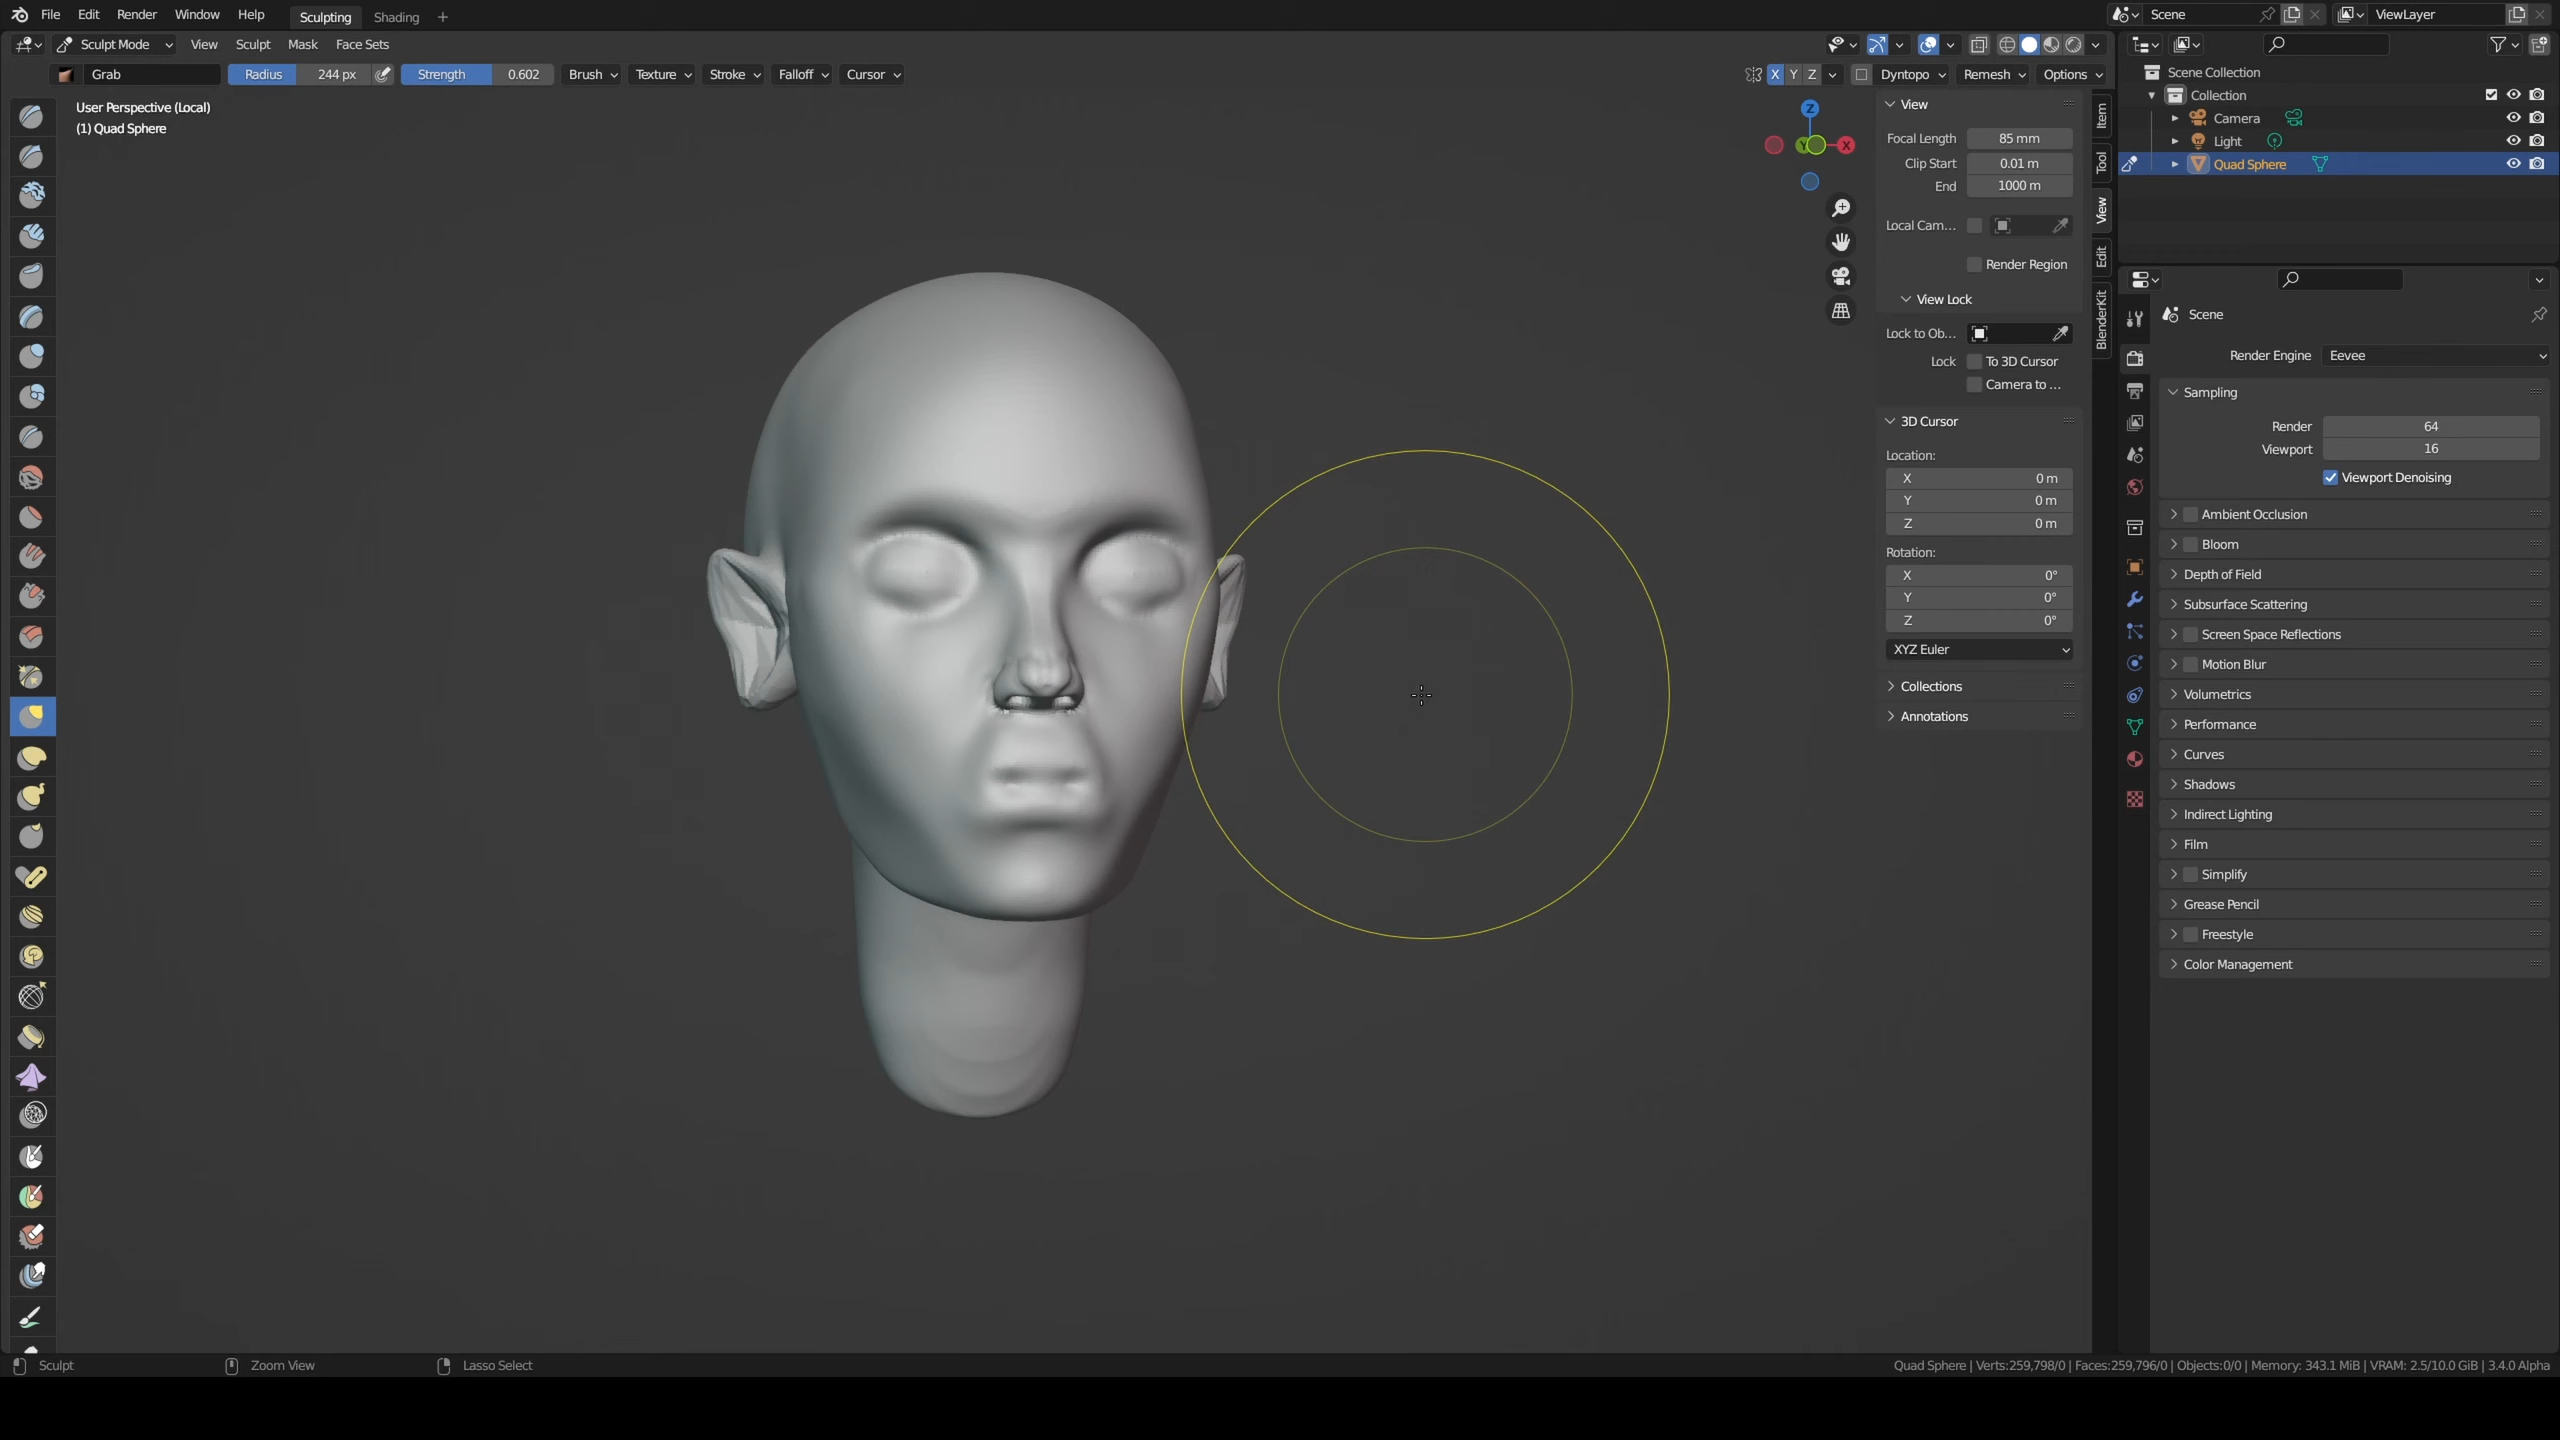 File Edit Render Window Help Sculpting Shading + Scene ViewLayer
Sculpt Mode View Sculpt Mask Face Sets
Grab Radius 244 px Strength 0.602 Brush Texture Stroke Falloff Cursor X Y Z Dyntopo Remesh Options
User Perspective (Local)
(1) Quad Sphere
Z
Y
X
View
Focal Length 85 mm
Clip Start 0.01 m
End 1000 m
Local Cam...
Render Region
View Lock
Lock to Ob...
Lock To 3D Cursor
Camera to ...
3D Cursor
Location:
X 0 m
Y 0 m
Z 0 m
Rotation:
X 0°
Y 0°
Z 0°
XYZ Euler
Collections
Annotations
Item
Tool
View
Edit
BlenderKit
Scene Collection
Collection
Camera
Light
Quad Sphere
Scene
Render Engine Eevee
Sampling
Render 64
Viewport 16
Viewport Denoising
Ambient Occlusion
Bloom
Depth of Field
Subsurface Scattering
Screen Space Reflections
Motion Blur
Volumetrics
Performance
Curves
Shadows
Indirect Lighting
Film
Simplify
Grease Pencil
Freestyle
Color Management
Sculpt Zoom View Lasso Select Quad Sphere | Verts:259,798/0 | Faces:259,796/0 | Objects:0/0 | Memory: 343.1 MiB | VRAM: 2.5/10.0 GiB | 3.4.0 Alpha